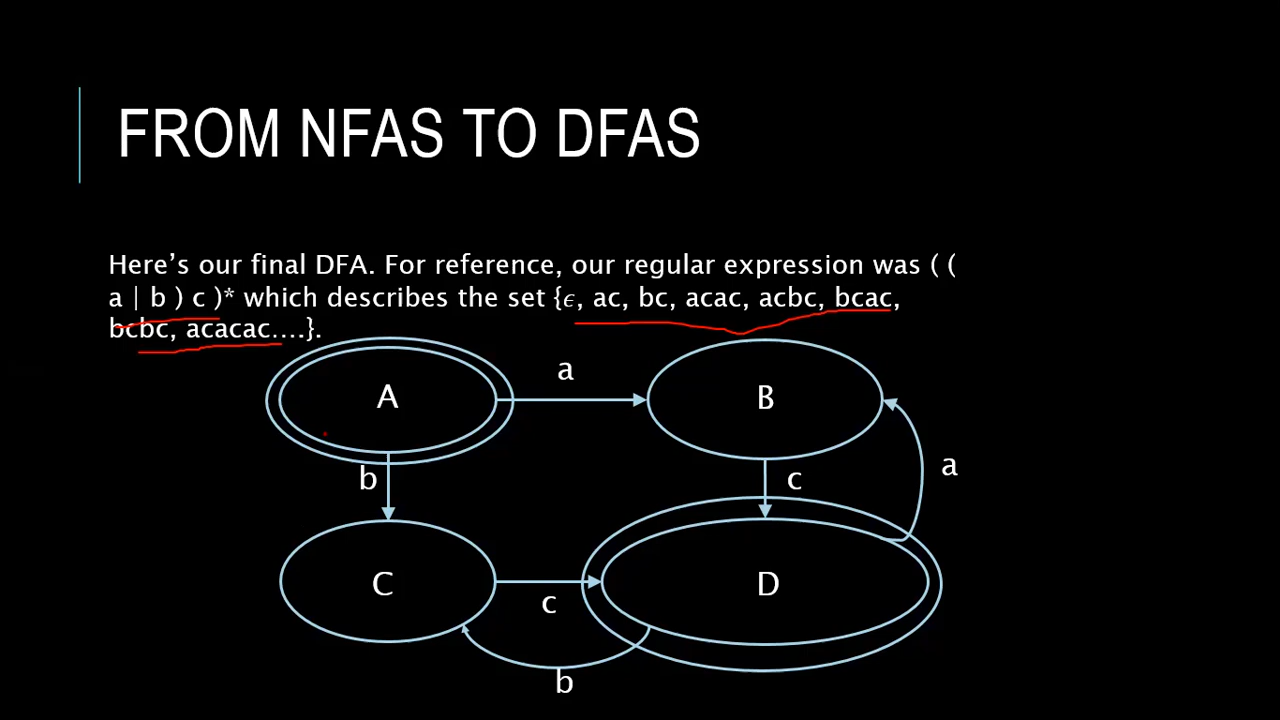 FROM NFAS TO DFAS
Here’s our final DFA. For reference, our regular expression was ( (
a | b ) c )* which describes the set {ϵ, ac, bc, acac, acbc, bcac,
bcbc, acacac….}.
a
A
B
b
c
a
C
D
c
b